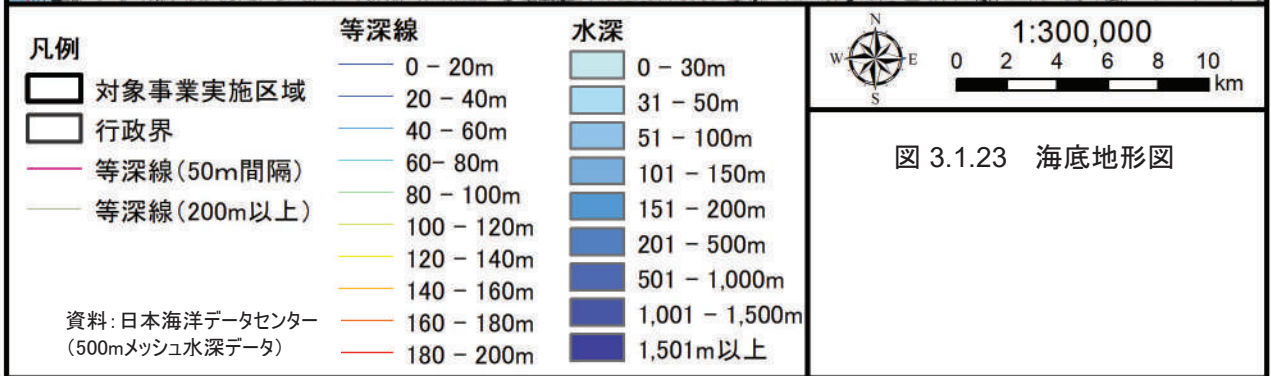 凡例
対象事業実施区域
行政界
等深線(50m間隔)
等深線(200m以上)
資料:日本海洋データセンター
(500mメッシュ水深データ)
等深線
0 - 20m
20 - 40m
40 - 60m
60- 80m
80 - 100m
100 - 120m
120 - 140m
140 - 160m
160 - 180m
180 - 200m
水深
0 - 30m
31 - 50m
51 - 100m
101 - 150m
151 - 200m
201 - 500m
501 - 1,000m
1,001 - 1,500m
1,501m以上
N
W E
S
1:300,000
0 2 4 6 8 10
km
図 3.1.23 海底地形図